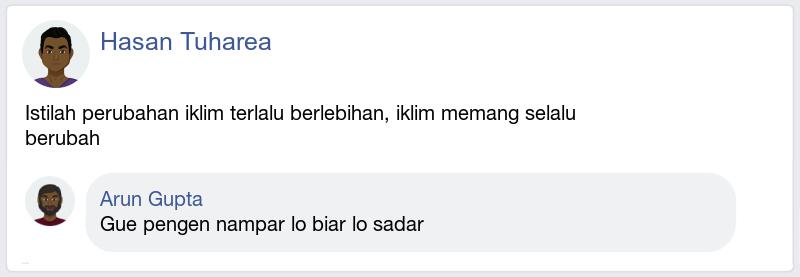 Hasan Tuharea
Istilah perubahan iklim terlalu berlebihan, iklim memang selalu
berubah
Arun Gupta
Gue pengen nampar lo biar lo sadar